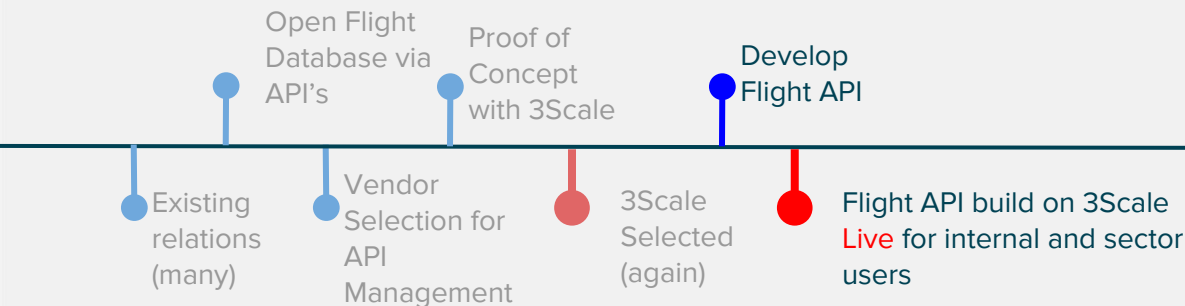 Open Flight
Database via
API's
Proof of
Concept
with 3Scale
Develop
Flight API
Existing
relations
(many)
Vendor
Selection for
API
Management
3Scale
Selected
(again)
Flight API build on 3Scale
Live for internal and sector
users